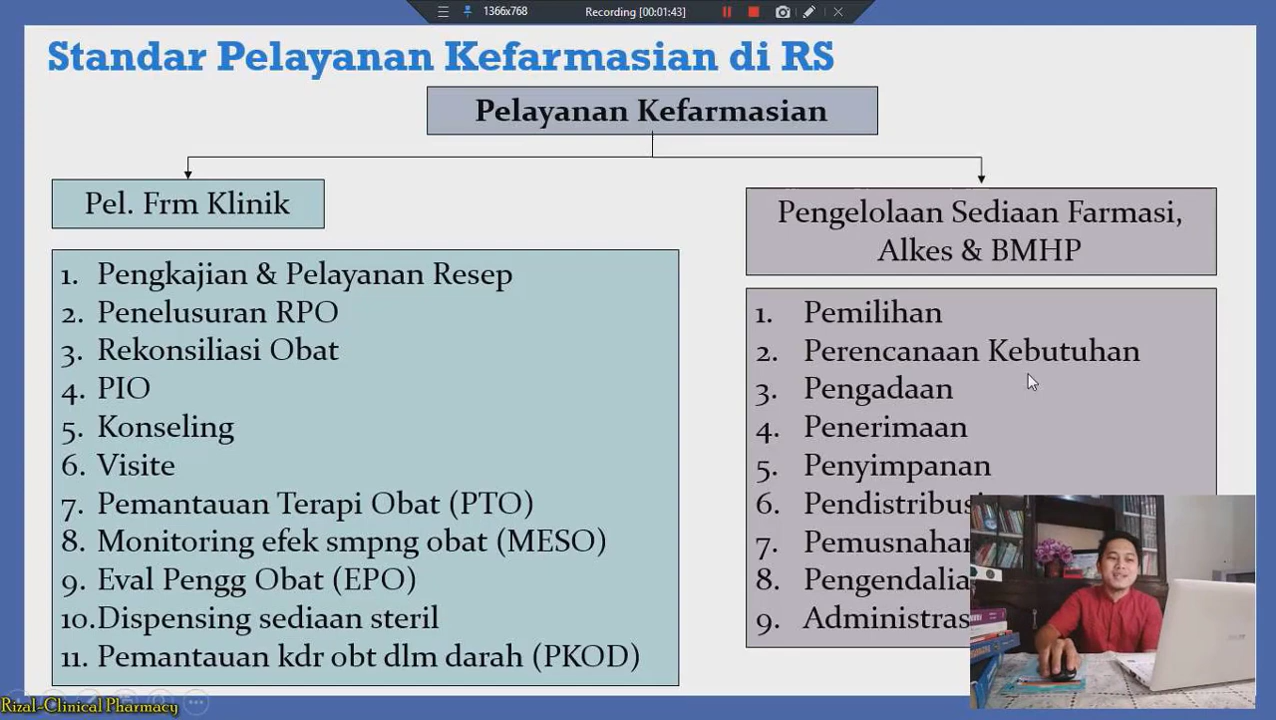 1366x768 Recording [00:01:43]
Standar Pelayanan Kefarmasian di RS
Pelayanan Kefarmasian
Pel. Frm Klinik
1. Pengkajian & Pelayanan Resep
2. Penelusuran RPO
3. Rekonsiliasi Obat
4. PIO
5. Konseling
6. Visite
7. Pemantauan Terapi Obat (PTO)
8. Monitoring efek smpng obat (MESO)
9. Eval Pengg Obat (EPO)
10.Dispensing sediaan steril
11. Pemantauan kdr obt dlm darah (PKOD)
Pengelolaan Sediaan Farmasi,
Alkes & BMHP
1. Pemilihan
2. Perencanaan Kebutuhan
3. Pengadaan
4. Penerimaan
5. Penyimpanan
6. Pendistribusi
7. Pemusnahan
8. Pengendalia
9. Administras
Rizal-Clinical Pharmacy